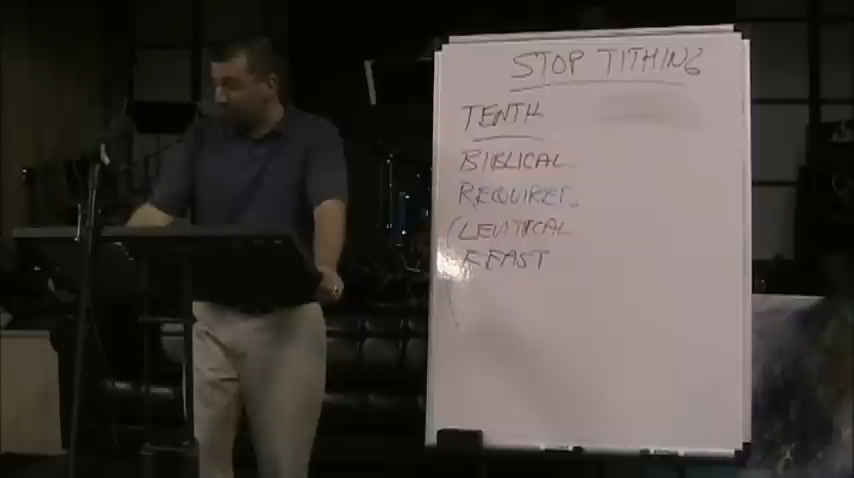 STOP TITHING
TENTH
BIBLICAL
REQUIRED
(LEVITICAL
FEAST